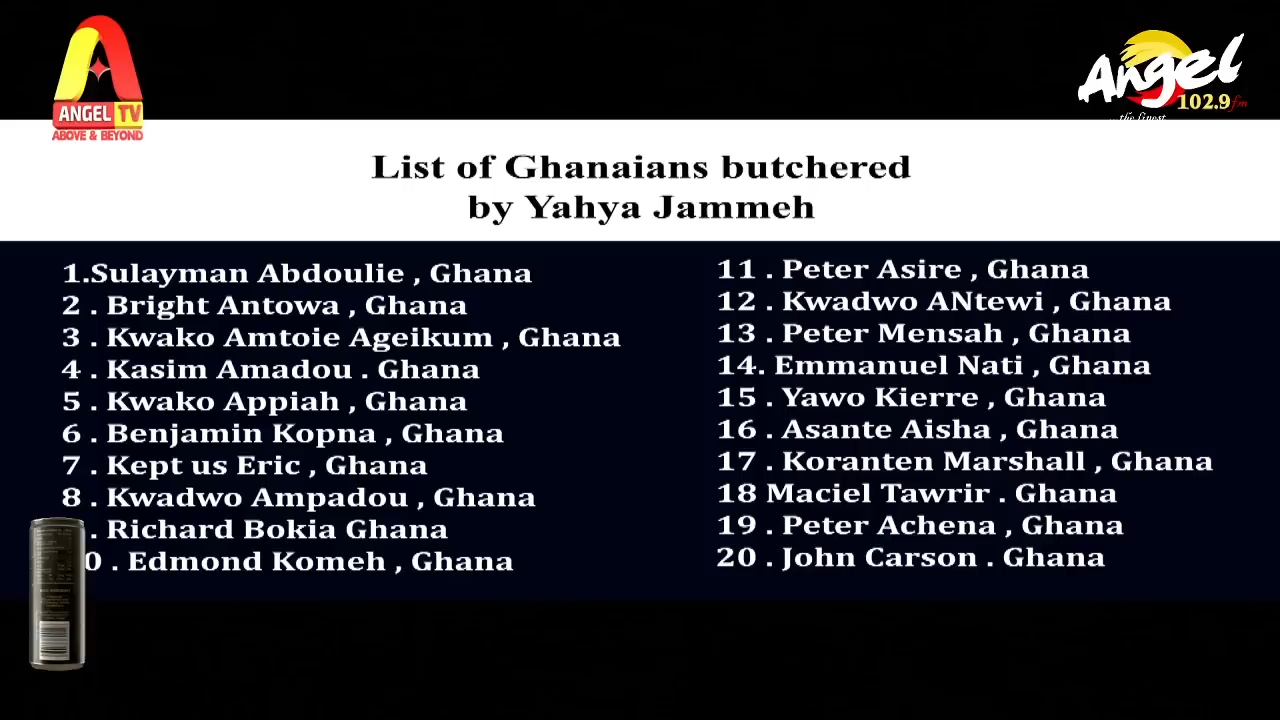 ANGEL TV
ABOVE & BEYOND
Angel
102.9fm
...the finest
List of Ghanaians butchered
by Yahya Jammeh
1.Sulayman Abdoulie , Ghana
2 . Bright Antowa , Ghana
3 . Kwako Amtoie Ageikum , Ghana
4 . Kasim Amadou . Ghana
5 . Kwako Appiah , Ghana
6 . Benjamin Kopna , Ghana
7 . Kept us Eric , Ghana
8 . Kwadwo Ampadou , Ghana
. Richard Bokia Ghana
0 . Edmond Komeh , Ghana
11 . Peter Asire , Ghana
12 . Kwadwo ANtewi , Ghana
13 . Peter Mensah , Ghana
14. Emmanuel Nati , Ghana
15 . Yawo Kierre , Ghana
16 . Asante Aisha , Ghana
17 . Koranten Marshall , Ghana
18 Maciel Tawrir . Ghana
19 . Peter Achena , Ghana
20 . John Carson . Ghana